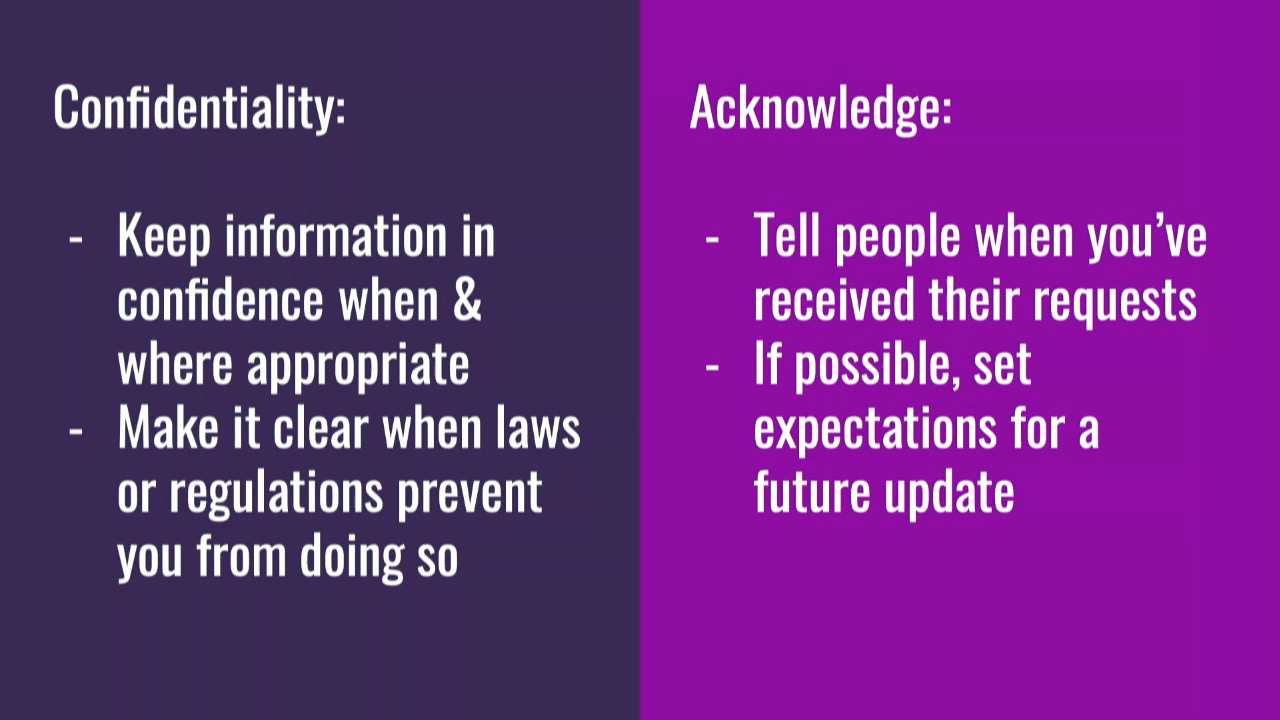 Confidentiality:
- Keep information in
confidence when &
where appropriate
- Make it clear when laws
or regulations prevent
you from doing so
Acknowledge:
- Tell people when you’ve
received their requests
- If possible, set
expectations for a
future update